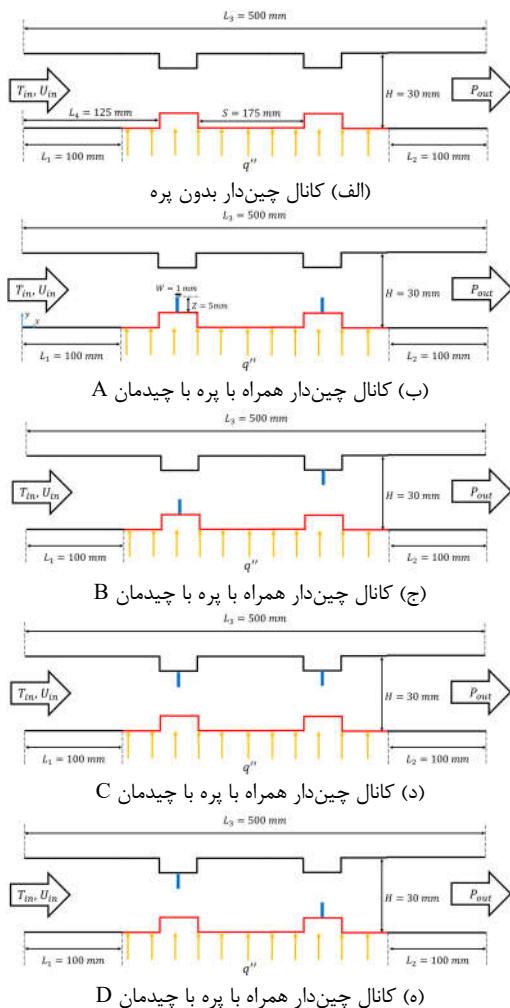 L₃ = 500 mm
T_in, U_in
L₄ = 125 mm
S = 175 mm
H = 30 mm
P_out
L₁ = 100 mm
q''
L₂ = 100 mm
(الف) کانال چین‌دار بدون پره
L₃ = 500 mm
T_in, U_in
W = 1 mm
Z = 5mm
H = 30 mm
P_out
y
x
L₁ = 100 mm
q''
L₂ = 100 mm
(ب) کانال چین‌دار همراه با پره با چیدمان A
L₃ = 500 mm
T_in, U_in
H = 30 mm
P_out
L₁ = 100 mm
q''
L₂ = 100 mm
(ج) کانال چین‌دار همراه با پره با چیدمان B
L₃ = 500 mm
T_in, U_in
H = 30 mm
P_out
L₁ = 100 mm
q''
L₂ = 100 mm
(د) کانال چین‌دار همراه با پره با چیدمان C
L₃ = 500 mm
T_in, U_in
H = 30 mm
P_out
L₁ = 100 mm
q''
L₂ = 100 mm
(ه) کانال چین‌دار همراه با پره با چیدمان D